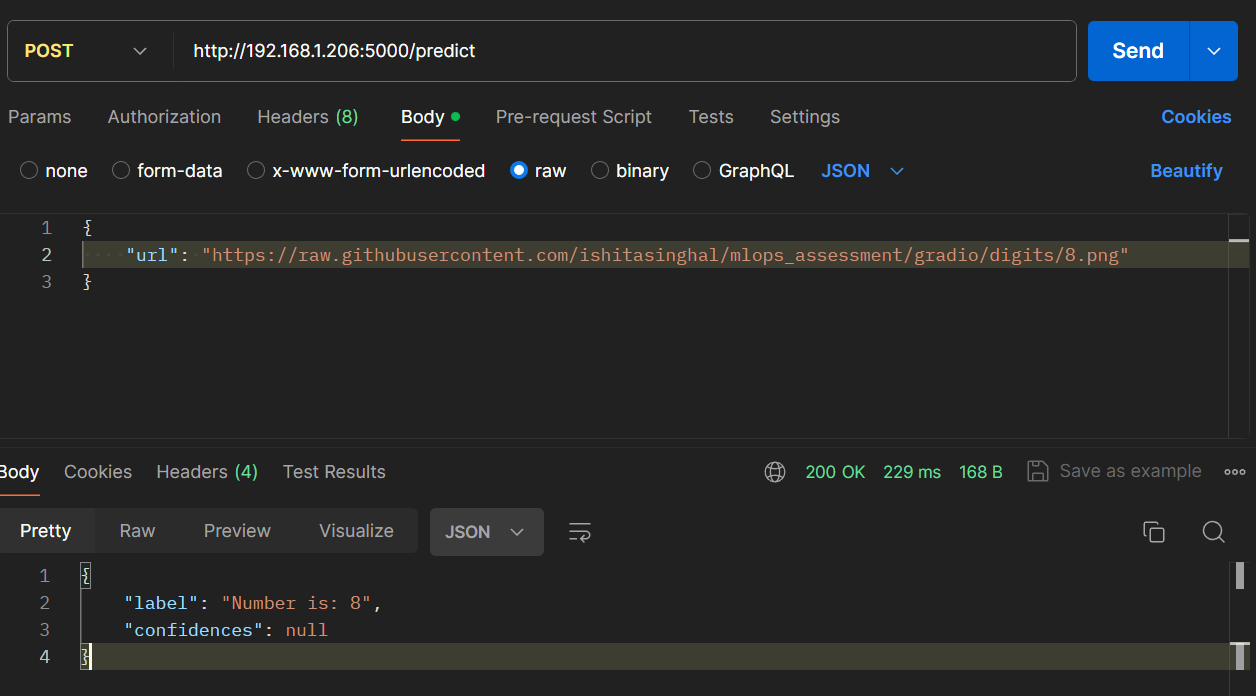 POST http://192.168.1.206:5000/predict Send
Params Authorization Headers (8) Body Pre-request Script Tests Settings Cookies
none form-data x-www-form-urlencoded raw binary GraphQL JSON Beautify
1 {
2 "url": "https://raw.githubusercontent.com/ishitasinghal/mlops_assessment/gradio/digits/8.png"
3 }
Body Cookies Headers (4) Test Results 200 OK 229 ms 168 B Save as example
Pretty Raw Preview Visualize JSON
1 {
2 "label": "Number is: 8",
3 "confidences": null
4 }